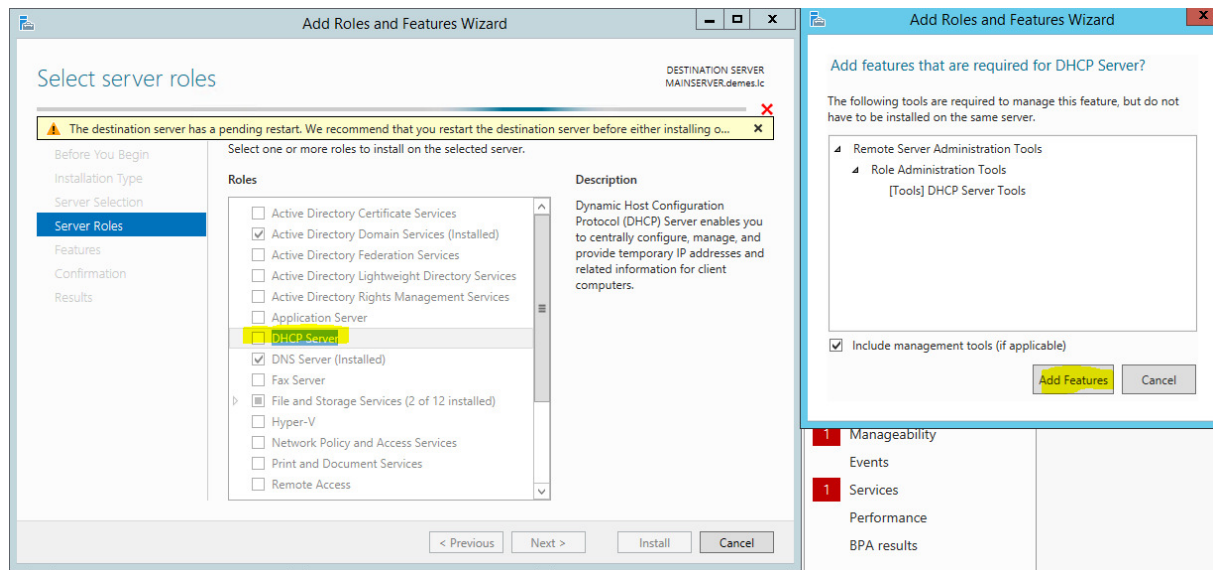 Add Roles and Features Wizard
Select server roles
DESTINATION SERVER
MAINSERVER.demes.lc
The destination server has a pending restart. We recommend that you restart the destination server before either installing o...
Before You Begin
Installation Type
Server Selection
Server Roles
Features
Confirmation
Results
Select one or more roles to install on the selected server.
Roles
Active Directory Certificate Services
Active Directory Domain Services (Installed)
Active Directory Federation Services
Active Directory Lightweight Directory Services
Active Directory Rights Management Services
Application Server
DHCP Server
DNS Server (Installed)
Fax Server
File and Storage Services (2 of 12 installed)
Hyper-V
Network Policy and Access Services
Print and Document Services
Remote Access
Description
Dynamic Host Configuration
Protocol (DHCP) Server enables you
to centrally configure, manage, and
provide temporary IP addresses and
related information for client
computers.
< Previous
Next >
Install
Cancel
Add Roles and Features Wizard
Add features that are required for DHCP Server?
The following tools are required to manage this feature, but do not
have to be installed on the same server.
Remote Server Administration Tools
Role Administration Tools
[Tools] DHCP Server Tools
Include management tools (if applicable)
Add Features
Cancel
1 Manageability
Events
1 Services
Performance
BPA results